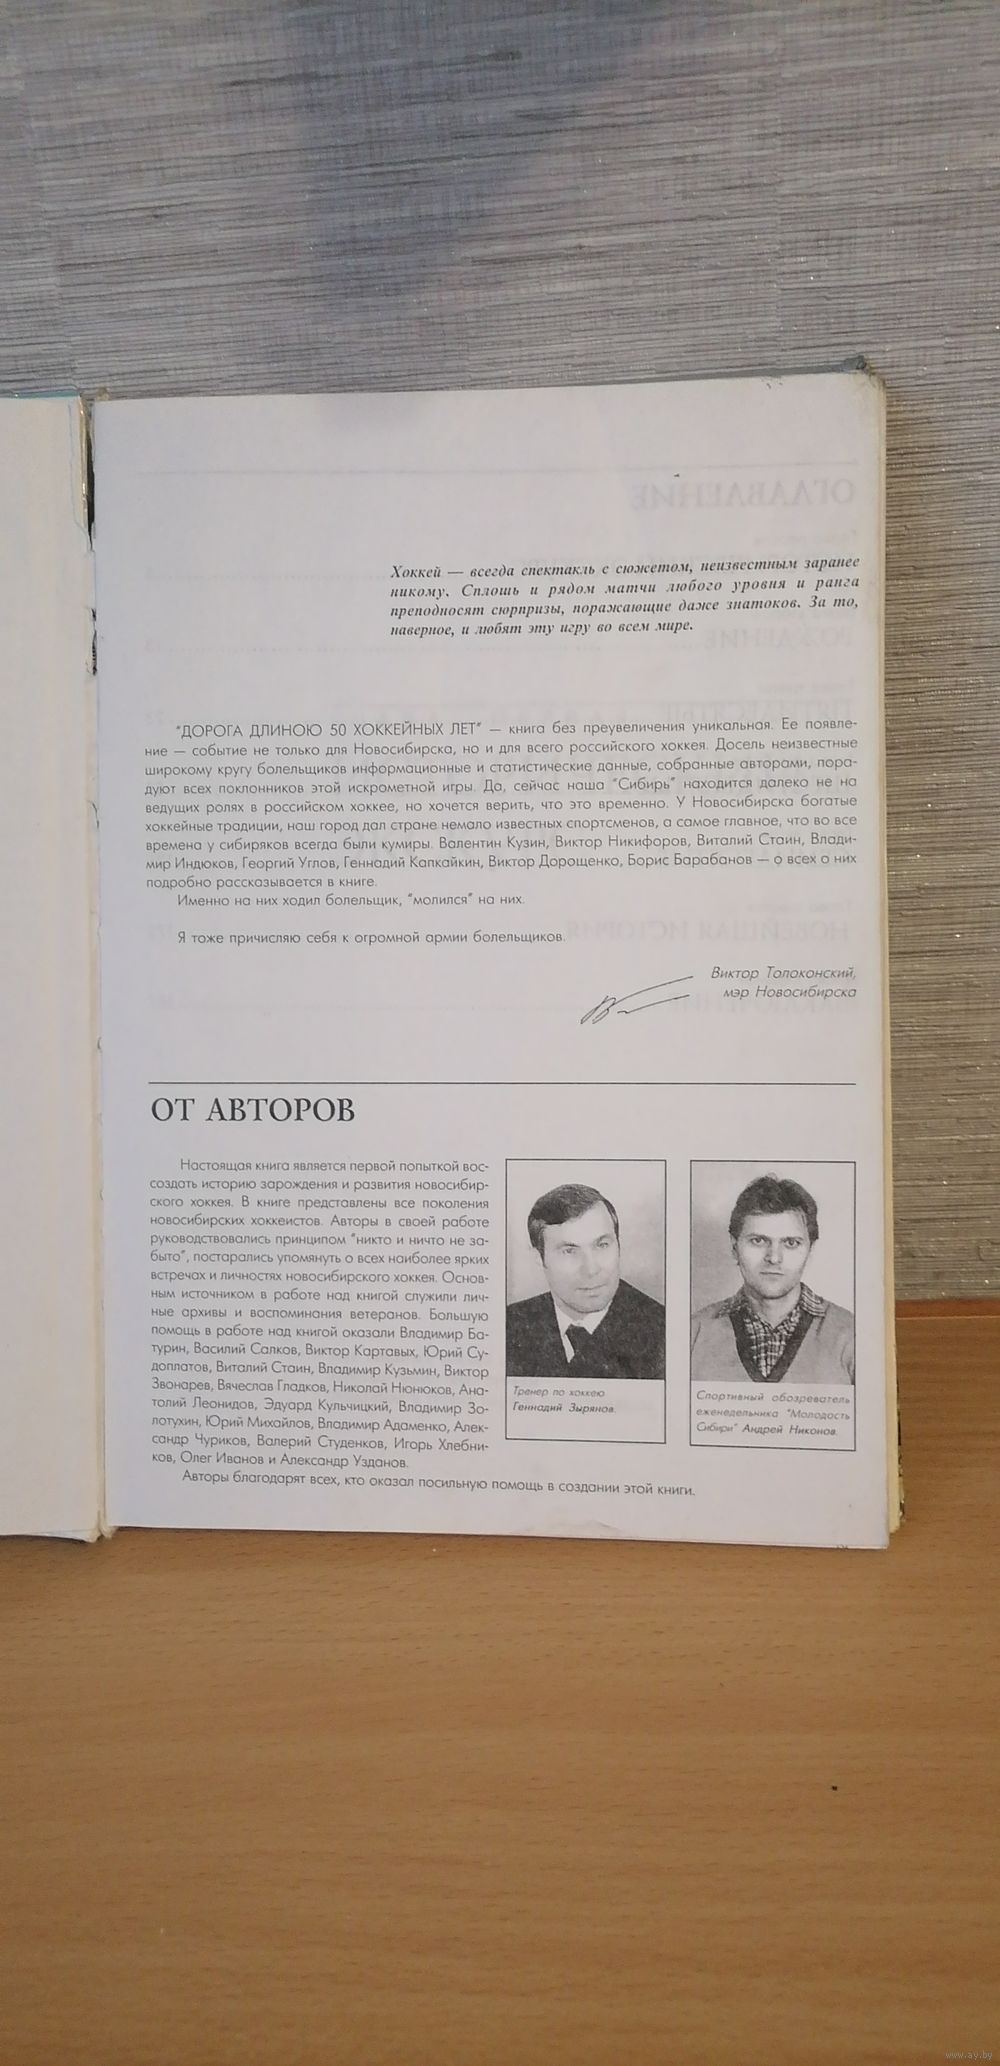 Хоккей — всегда спектакль с сюжетом, неизвестным заранее
никому. Сплошь и рядом матчи любого уровня и ранга
преподносят сюрпризы, поражающие даже знатоков. За то,
наверное, и любят эту игру во всем мире.
"ДОРОГА ДЛИНОЮ 50 ХОККЕЙНЫХ ЛЕТ" — книга без преувеличения уникальная. Ее появле-
ние — событие не только для Новосибирска, но и для всего российского хоккея. Досель неизвестные
широкому кругу болельщиков информационные и статистические данные, собранные авторами, пора-
дуют всех поклонников этой искрометной игры. Да, сейчас наша "Сибирь" находится далеко не на
ведущих ролях в российском хоккее, но хочется верить, что это временно. У Новосибирска богатые
хоккейные традиции, наш город дал стране немало известных спортсменов, а самое главное, что во все
времена у сибиряков всегда были кумиры. Валентин Кузин, Виктор Никифоров, Виталий Стаин, Влади-
мир Индюков, Георгий Углов, Геннадий Капкайкин, Виктор Дорощенко, Борис Барабанов — о всех о них
подробно рассказывается в книге.
Именно на них ходил болельщик, "молился" на них.
Я тоже причисляю себя к огромной армии болельщиков.
Виктор Толоконский,
мэр Новосибирска
ОТ АВТОРОВ
Настоящая книга является первой попыткой вос-
создать историю зарождения и развития новосибир-
ского хоккея. В книге представлены все поколения
новосибирских хоккеистов. Авторы в своей работе
руководствовались принципом "никто и ничто не за-
быто", постарались упомянуть о всех наиболее ярких
встречах и личностях новосибирского хоккея. Основ-
ным источником в работе над книгой служили лич-
ные архивы и воспоминания ветеранов. Большую
помощь в работе над книгой оказали Владимир Ба-
турин, Василий Салков, Виктор Картавых, Юрий Су-
доплатов, Виталий Стаин, Владимир Кузьмин, Виктор
Звонарев, Вячеслав Гладков, Николай Нюнюков, Ана-
толий Леонидов, Эдуард Кульчицкий, Владимир Зо-
лотухин, Юрий Михайлов, Владимир Адаменко, Алек-
сандр Чуриков, Валерий Студенков, Игорь Хлебни-
ков, Олег Иванов и Александр Узданов.
Авторы благодарят всех, кто оказал посильную помощь в создании этой книги.
Тренер по хоккею
Геннадий Зырянов.
Спортивный обозреватель
еженедельника "Молодость
Сибири" Андрей Никонов.
www.ay.by